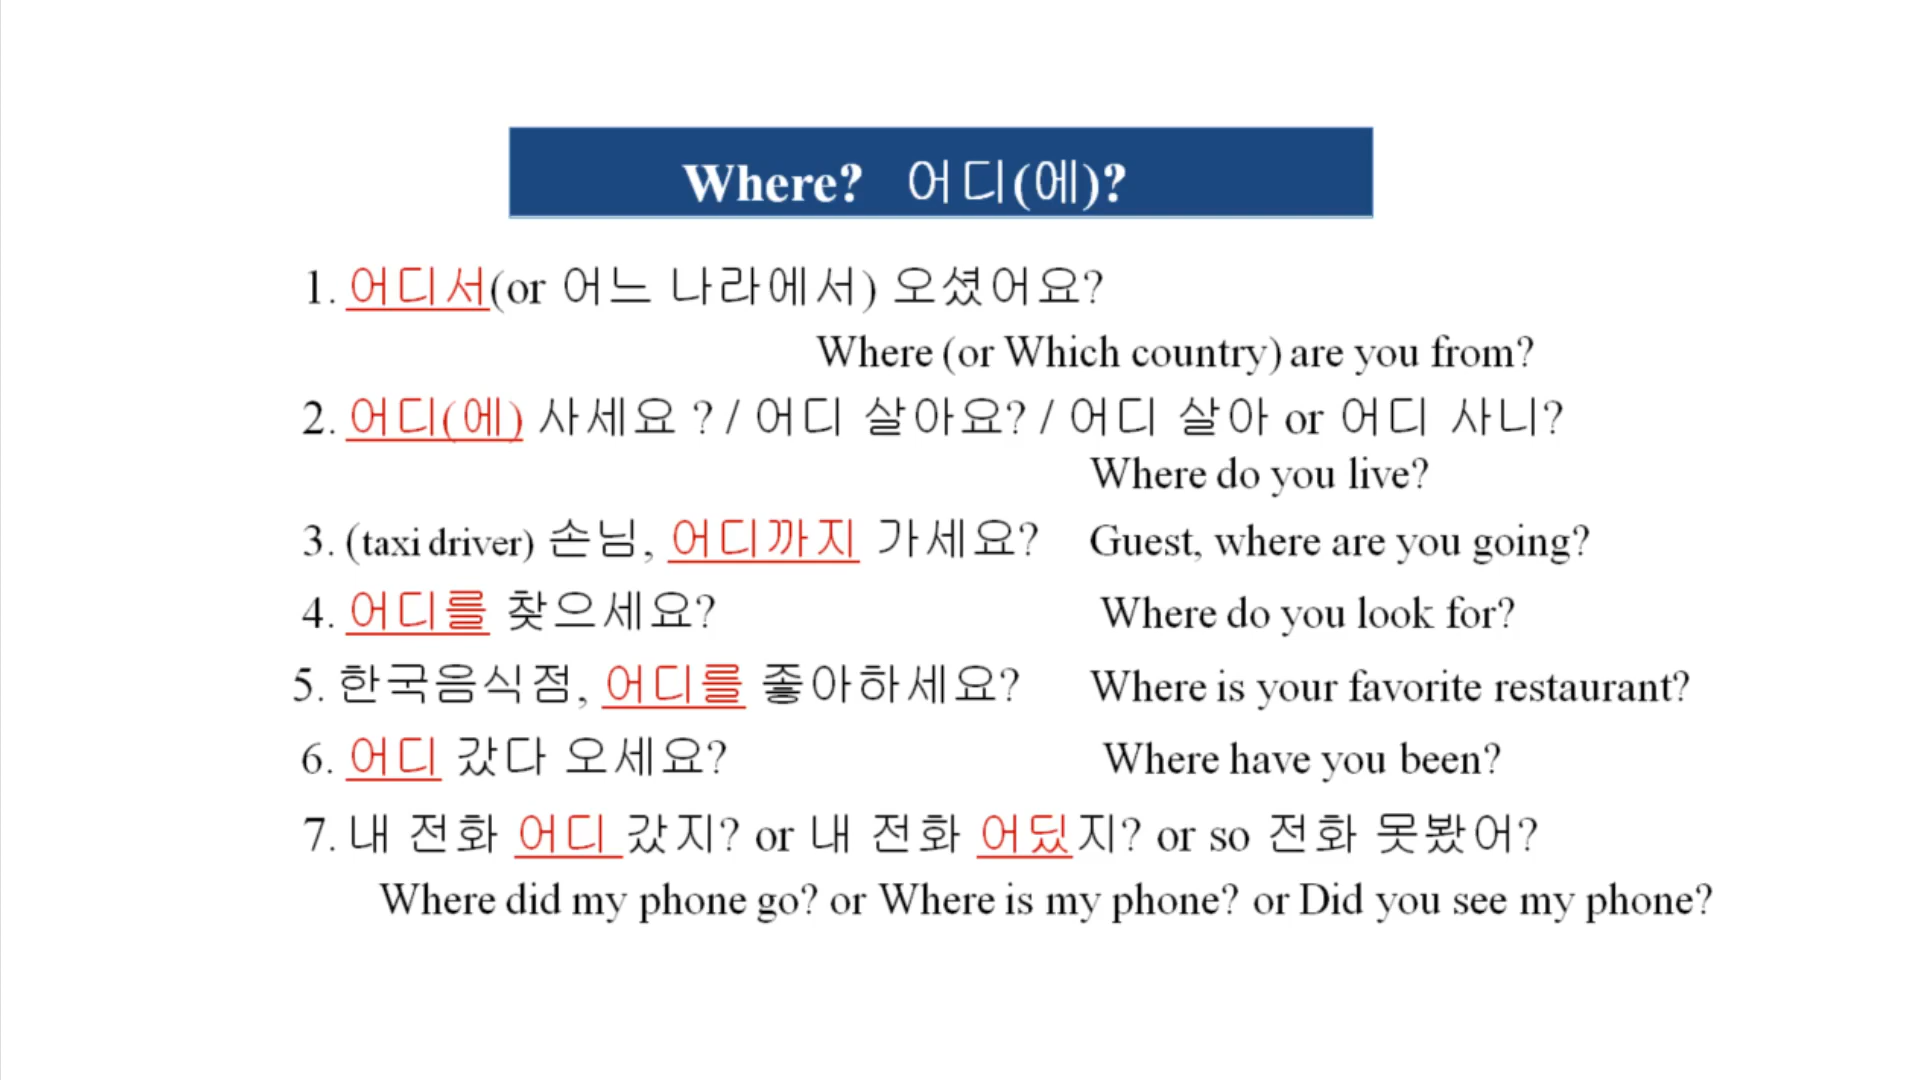 Where? 어디(에)?
1. 어디서(or 어느 나라에서) 오셨어요?
Where (or Which country) are you from?
2. 어디(에) 사세요 ? / 어디 살아요? / 어디 살아 or 어디 사니?
Where do you live?
3. (taxi driver) 손님, 어디까지 가세요? Guest, where are you going?
4. 어디를 찾으세요? Where do you look for?
5. 한국음식점, 어디를 좋아하세요? Where is your favorite restaurant?
6. 어디 갔다 오세요? Where have you been?
7. 내 전화 어디 갔지? or 내 전화 어딨지? or so 전화 못봤어?
Where did my phone go? or Where is my phone? or Did you see my phone?